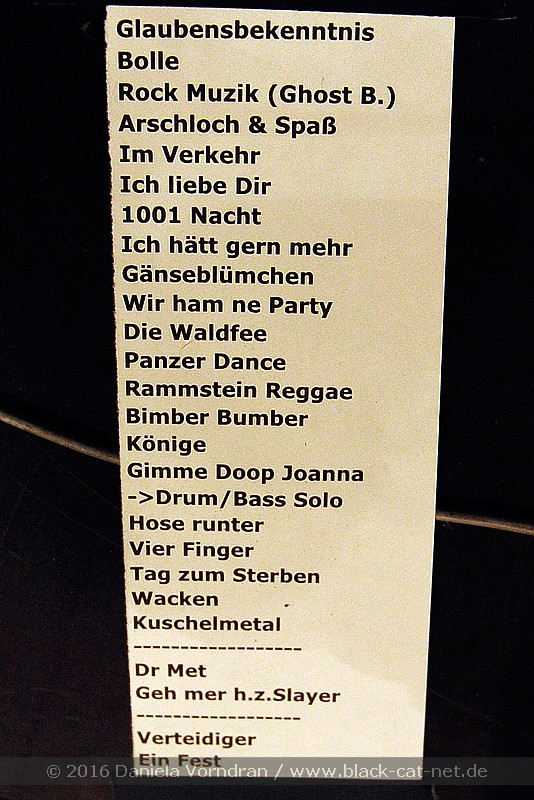 Glaubensbekenntnis
Bolle
Rock Muzik (Ghost B.)
Arschloch & Spaß
Im Verkehr
Ich liebe Dir
1001 Nacht
Ich hätt gern mehr
Gänseblümchen
Wir ham ne Party
Die Waldfee
Panzer Dance
Rammstein Reggae
Bimber Bumber
Könige
Gimme Doop Joanna
->Drum/Bass Solo
Hose runter
Vier Finger
Tag zum Sterben
Wacken
Kuschelmetal
------------------
Dr Met
Geh mer h.z.Slayer
------------------
Verteidiger
Ein Fest
© 2016 Daniela Vorndran / www.black-cat-net.de